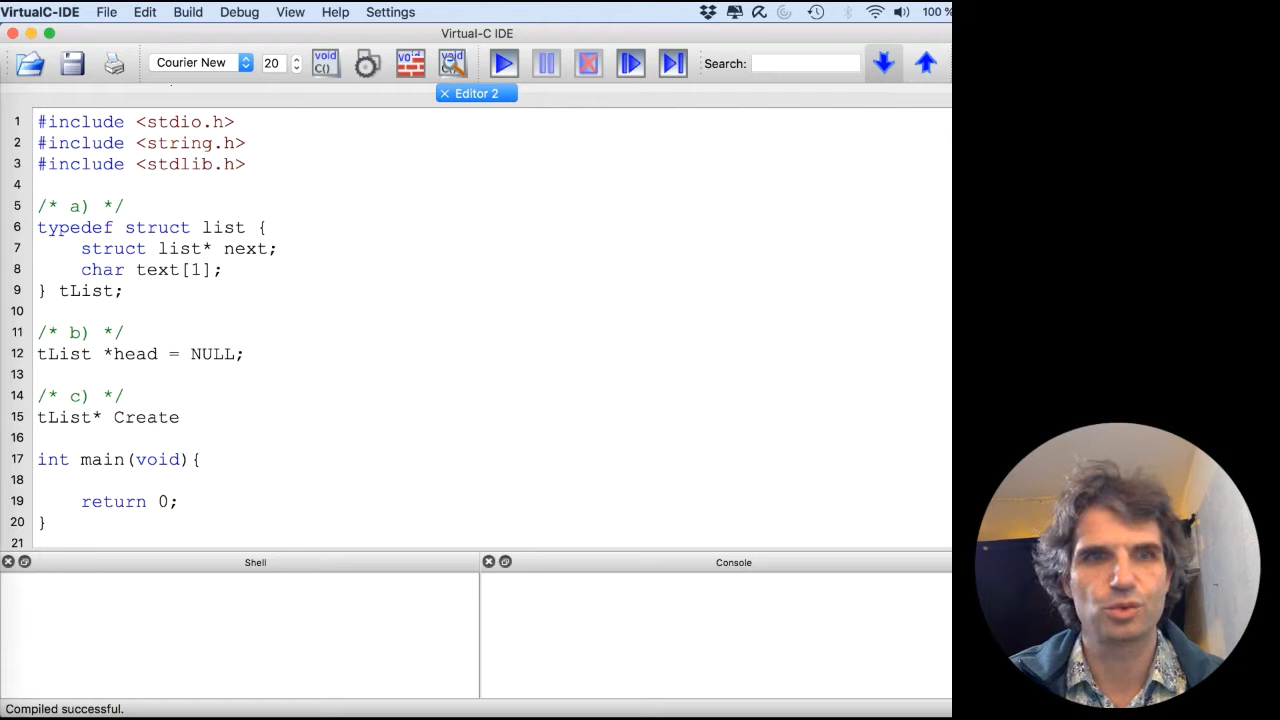 VirtualC-IDE File Edit Build Debug View Help Settings 100 %
Virtual-C IDE
Courier New 20 void C() Search:
Editor 2
1 #include <stdio.h>
2 #include <string.h>
3 #include <stdlib.h>
4
5 /* a) */
6 typedef struct list {
7 struct list* next;
8 char text[1];
9 } tList;
10
11 /* b) */
12 tList *head = NULL;
13
14 /* c) */
15 tList* Create
16
17 int main(void){
18
19 return 0;
20 }
21
Shell Console
Compiled successful.